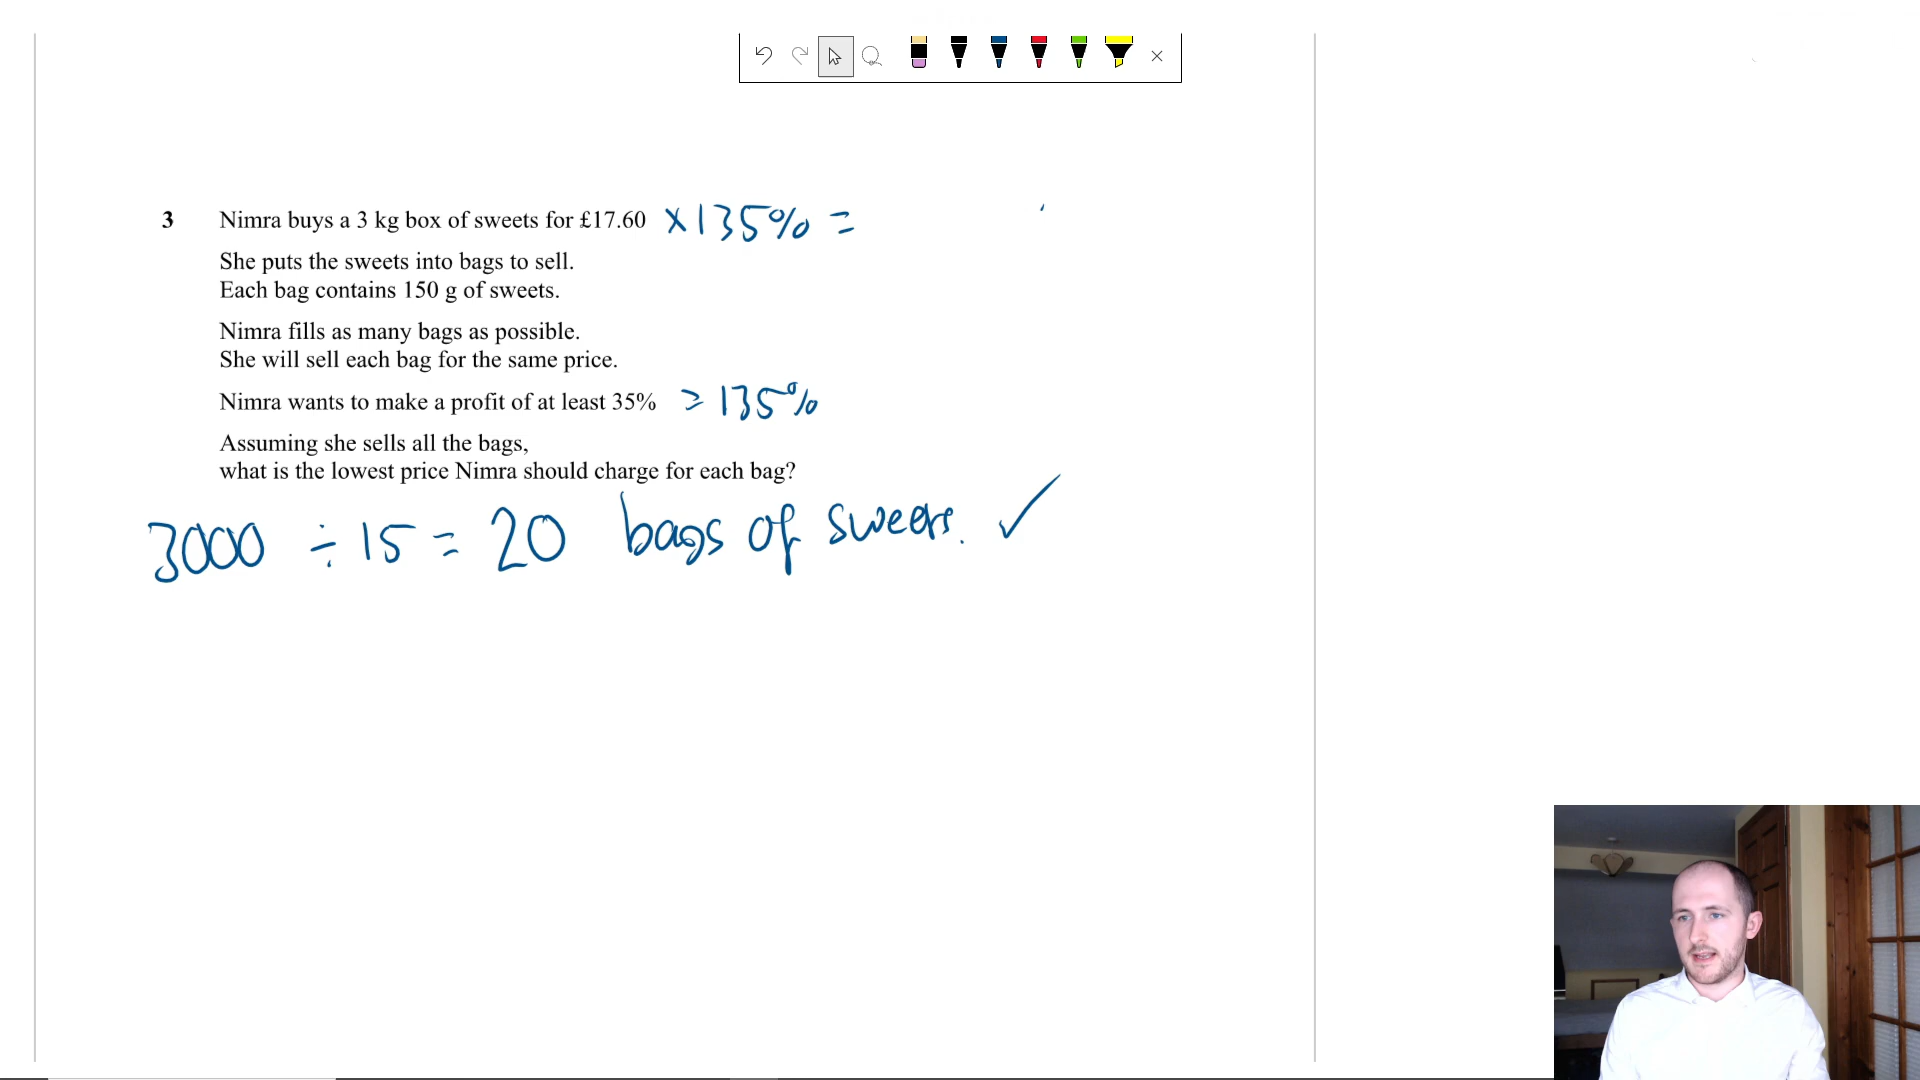 3 Nimra buys a 3 kg box of sweets for £17.60 ×135% =
She puts the sweets into bags to sell.
Each bag contains 150 g of sweets.
Nimra fills as many bags as possible.
She will sell each bag for the same price.
Nimra wants to make a profit of at least 35% ≥ 135%
Assuming she sells all the bags,
what is the lowest price Nimra should charge for each bag?
3000 ÷ 15 = 20 bags of sweets. ✓